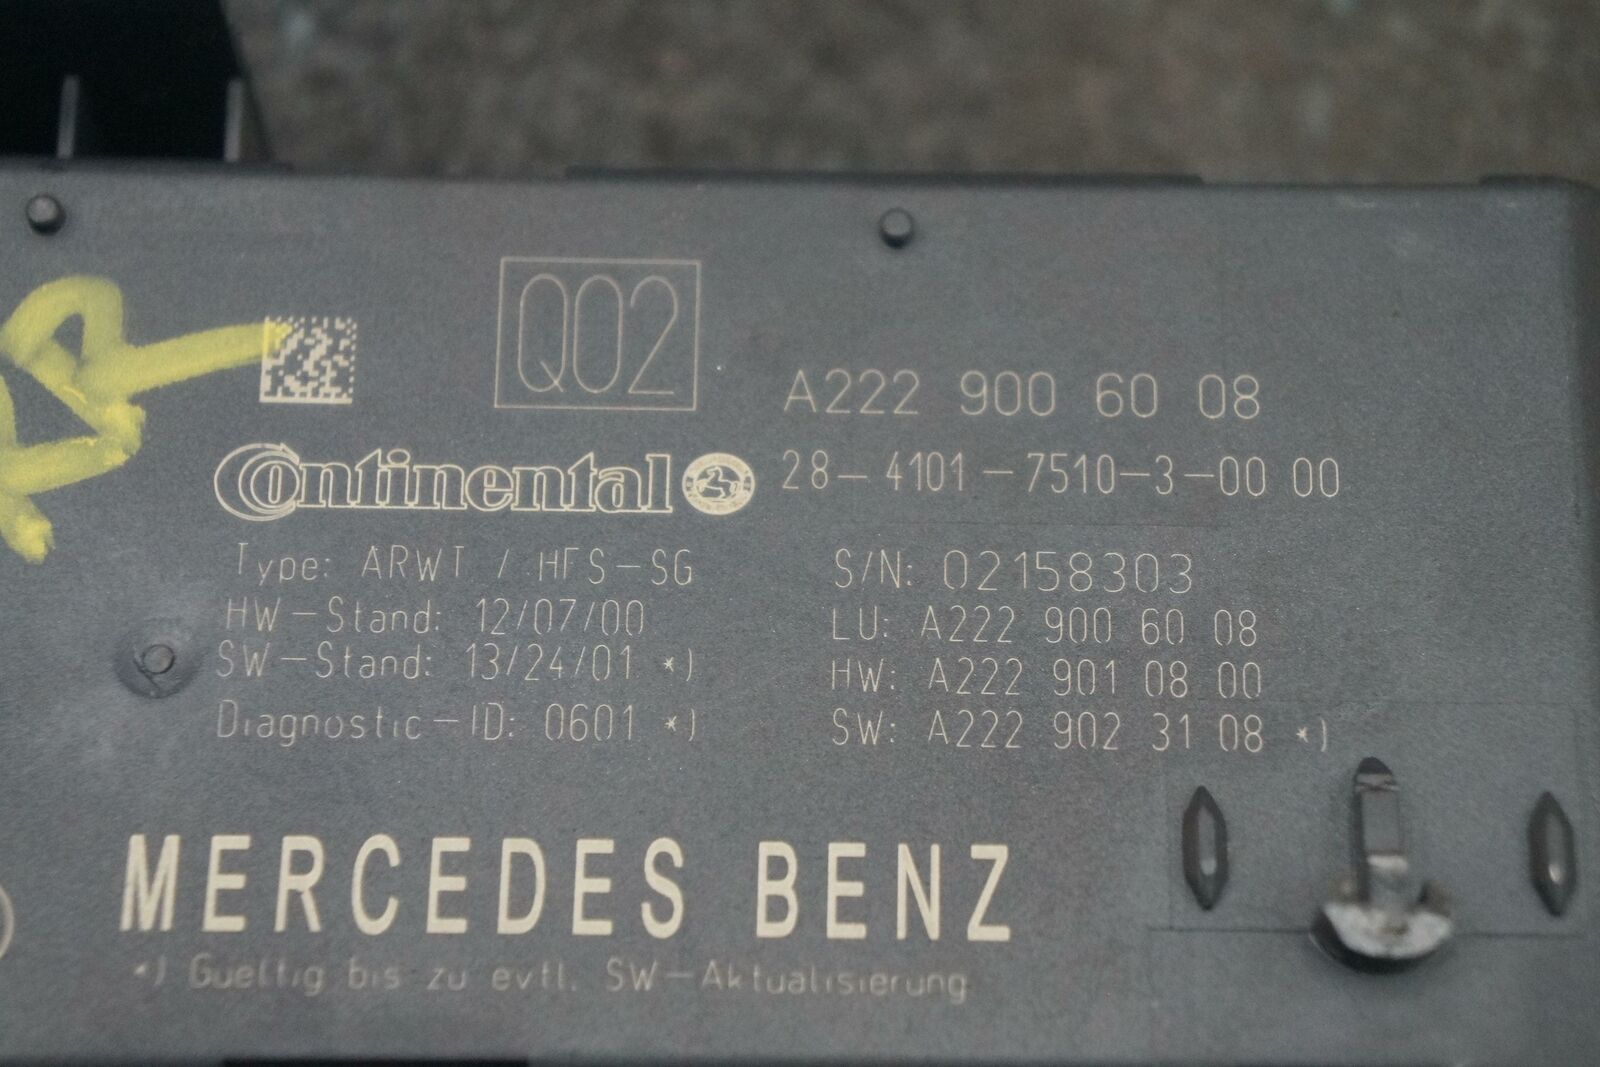 Q02
A222 900 60 08
Continental
28-4101-7510-3-00 00
Type: ARWT / HFS-SG
S/N: 02158303
HW-Stand: 12/07/00
LU: A222 900 60 08
SW-Stand: 13/24/01 *)
HW: A222 901 08 00
Diagnostic-ID: 0601 *)
SW: A222 902 31 08 *)
MERCEDES BENZ
*) Gueltig bis zu evtl. SW-Aktualisierung